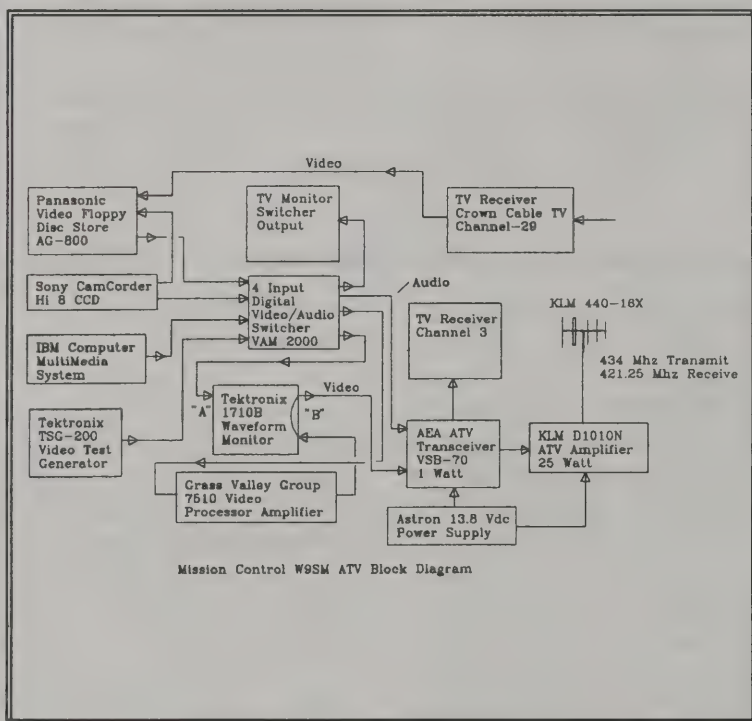 Video
Panasonic
Video Floppy
Disc Store
AG-800
TV Monitor
Switcher
Output
TV Receiver
Crown Cable TV
Channel-29
Sony CamCorder
Hi 8 CCD
4 Input
Digital
Video/Audio
Switcher
VAM 2000
Audio
IBM Computer
MultiMedia
System
TV Receiver
Channel 3
KLM 440-16X
434 Mhz Transmit
421.25 Mhz Receive
Tektronix
TSG-200
Video Test
Generator
"A"
Tektronix
1710B
Waveform
Monitor
Video
"B"
AEA ATV
Transceiver
VSB-70
1 Watt
KLM D1010N
ATV Amplifier
25 Watt
Grass Valley Group
7510 Video
Processor Amplifier
Astron 13.8 Vdc
Power Supply
Mission Control W9SM ATV Block Diagram